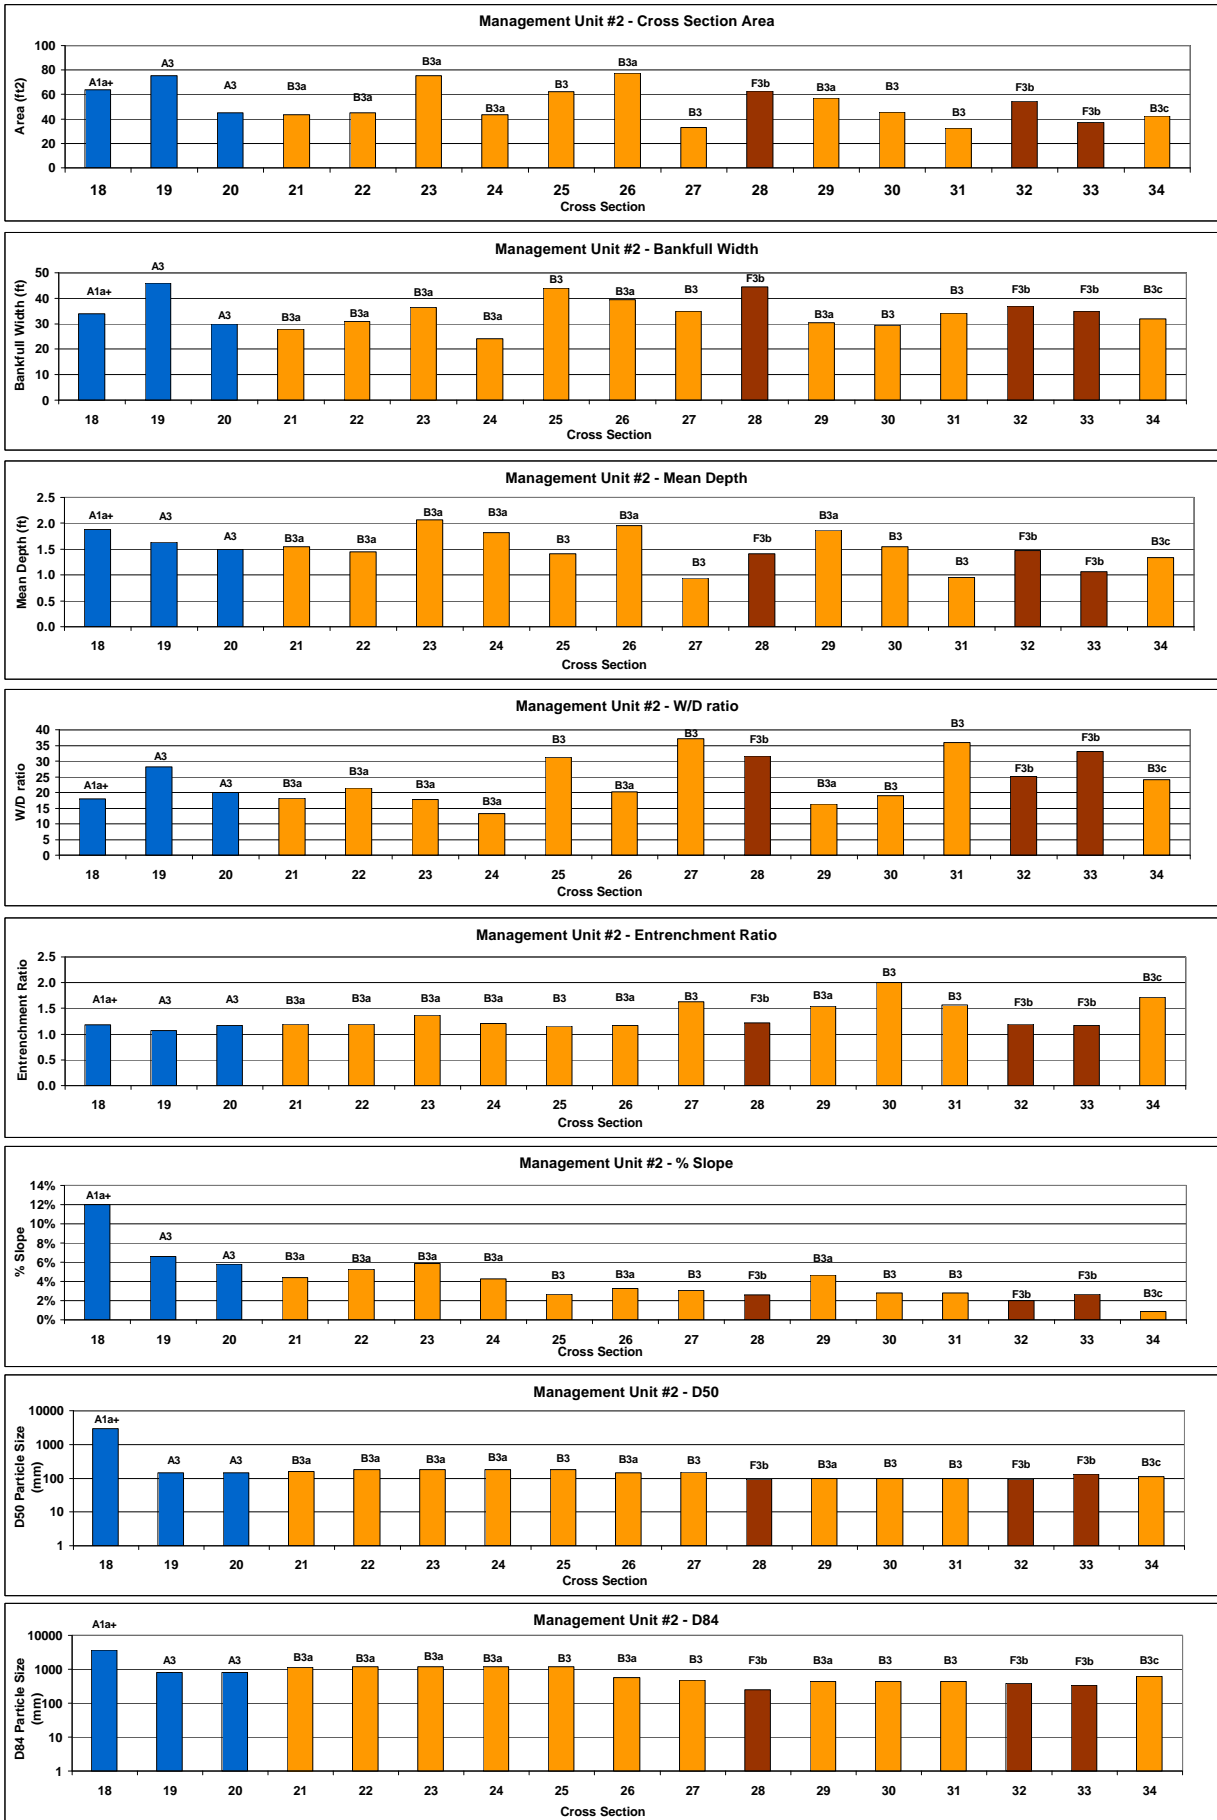 Management Unit #2 - Cross Section Area
Area (ft2)
100
80
60
40
20
0
A1a+ A3 A3 B3a B3a B3a B3a B3 B3a B3 F3b B3a B3 B3 F3b F3b B3c
18 19 20 21 22 23 24 25 26 27 28 29 30 31 32 33 34
Cross Section
Management Unit #2 - Bankfull Width
Bankfull Width (ft)
50
40
30
20
10
0
A1a+ A3 A3 B3a B3a B3a B3a B3 B3a B3 F3b B3a B3 B3 F3b F3b B3c
18 19 20 21 22 23 24 25 26 27 28 29 30 31 32 33 34
Cross Section
Management Unit #2 - Mean Depth
Mean Depth (ft)
2.5
2.0
1.5
1.0
0.5
0.0
A1a+ A3 A3 B3a B3a B3a B3a B3 B3a B3 F3b B3a B3 B3 F3b F3b B3c
18 19 20 21 22 23 24 25 26 27 28 29 30 31 32 33 34
Cross Section
Management Unit #2 - W/D ratio
W/D ratio
40
35
30
25
20
15
10
5
0
A1a+ A3 A3 B3a B3a B3a B3a B3 B3a B3 F3b B3a B3 B3 F3b F3b B3c
18 19 20 21 22 23 24 25 26 27 28 29 30 31 32 33 34
Cross Section
Management Unit #2 - Entrenchment Ratio
Entrenchment Ratio
2.5
2.0
1.5
1.0
0.5
0.0
A1a+ A3 A3 B3a B3a B3a B3a B3 B3a B3 F3b B3a B3 B3 F3b F3b B3c
18 19 20 21 22 23 24 25 26 27 28 29 30 31 32 33 34
Cross Section
Management Unit #2 - % Slope
% Slope
14%
12%
10%
8%
6%
4%
2%
0%
A1a+ A3 A3 B3a B3a B3a B3a B3 B3a B3 F3b B3a B3 B3 F3b F3b B3c
18 19 20 21 22 23 24 25 26 27 28 29 30 31 32 33 34
Cross Section
Management Unit #2 - D50
D50 Particle Size
(mm)
10000
1000
100
10
1
A1a+ A3 A3 B3a B3a B3a B3a B3 B3a B3 F3b B3a B3 B3 F3b F3b B3c
18 19 20 21 22 23 24 25 26 27 28 29 30 31 32 33 34
Cross Section
Management Unit #2 - D84
D84 Particle Size
(mm)
10000
1000
100
10
1
A1a+ A3 A3 B3a B3a B3a B3a B3 B3a B3 F3b B3a B3 B3 F3b F3b B3c
18 19 20 21 22 23 24 25 26 27 28 29 30 31 32 33 34
Cross Section